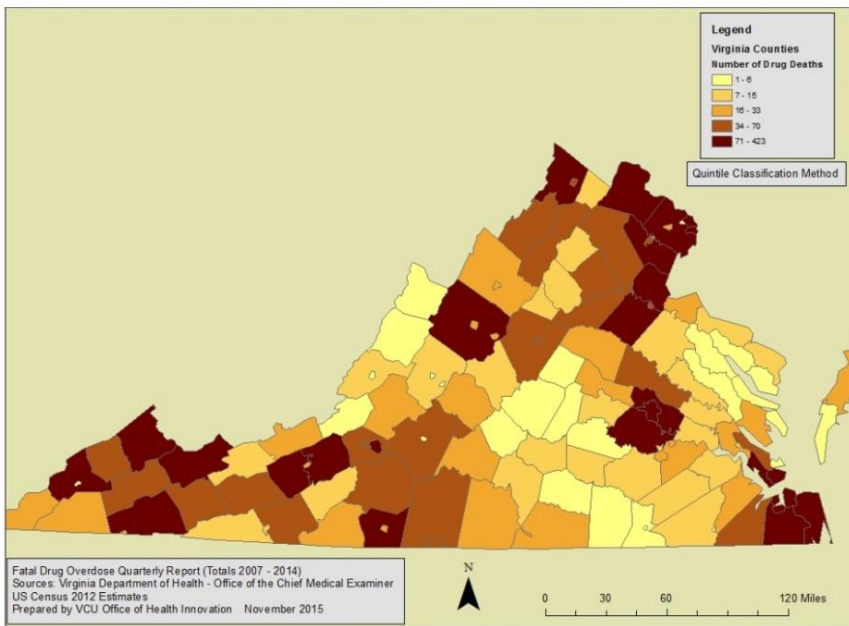 Legend
Virginia Counties
Number of Drug Deaths
1 - 6
7 - 15
16 - 33
34 - 70
71 - 423
Quintile Classification Method
Fatal Drug Overdose Quarterly Report (Totals 2007 - 2014)
Sources: Virginia Department of Health - Office of the Chief Medical Examiner
US Census 2012 Estimates
Prepared by VCU Office of Health Innovation November 2015
N
0 30 60 120 Miles